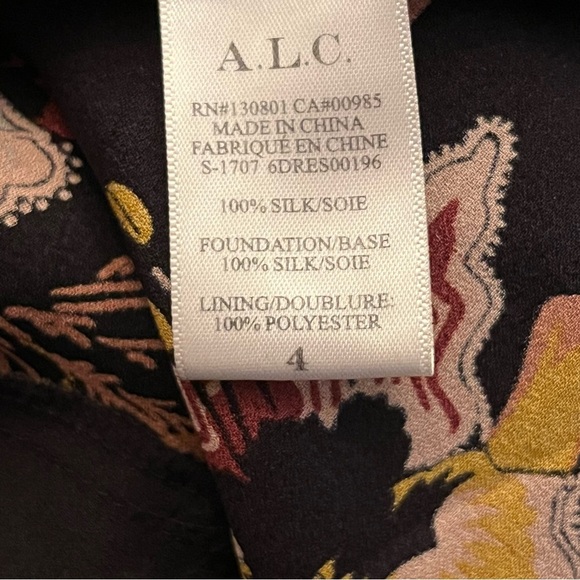 A.L.C.
RN#130801 CA#00985
MADE IN CHINA
FABRIQUE EN CHINE
S-1707 6DRES00196
100% SILK/SOIE
FOUNDATION/BASE
100% SILK/SOIE
LINING/DOUBLURE:
100% POLYESTER
4